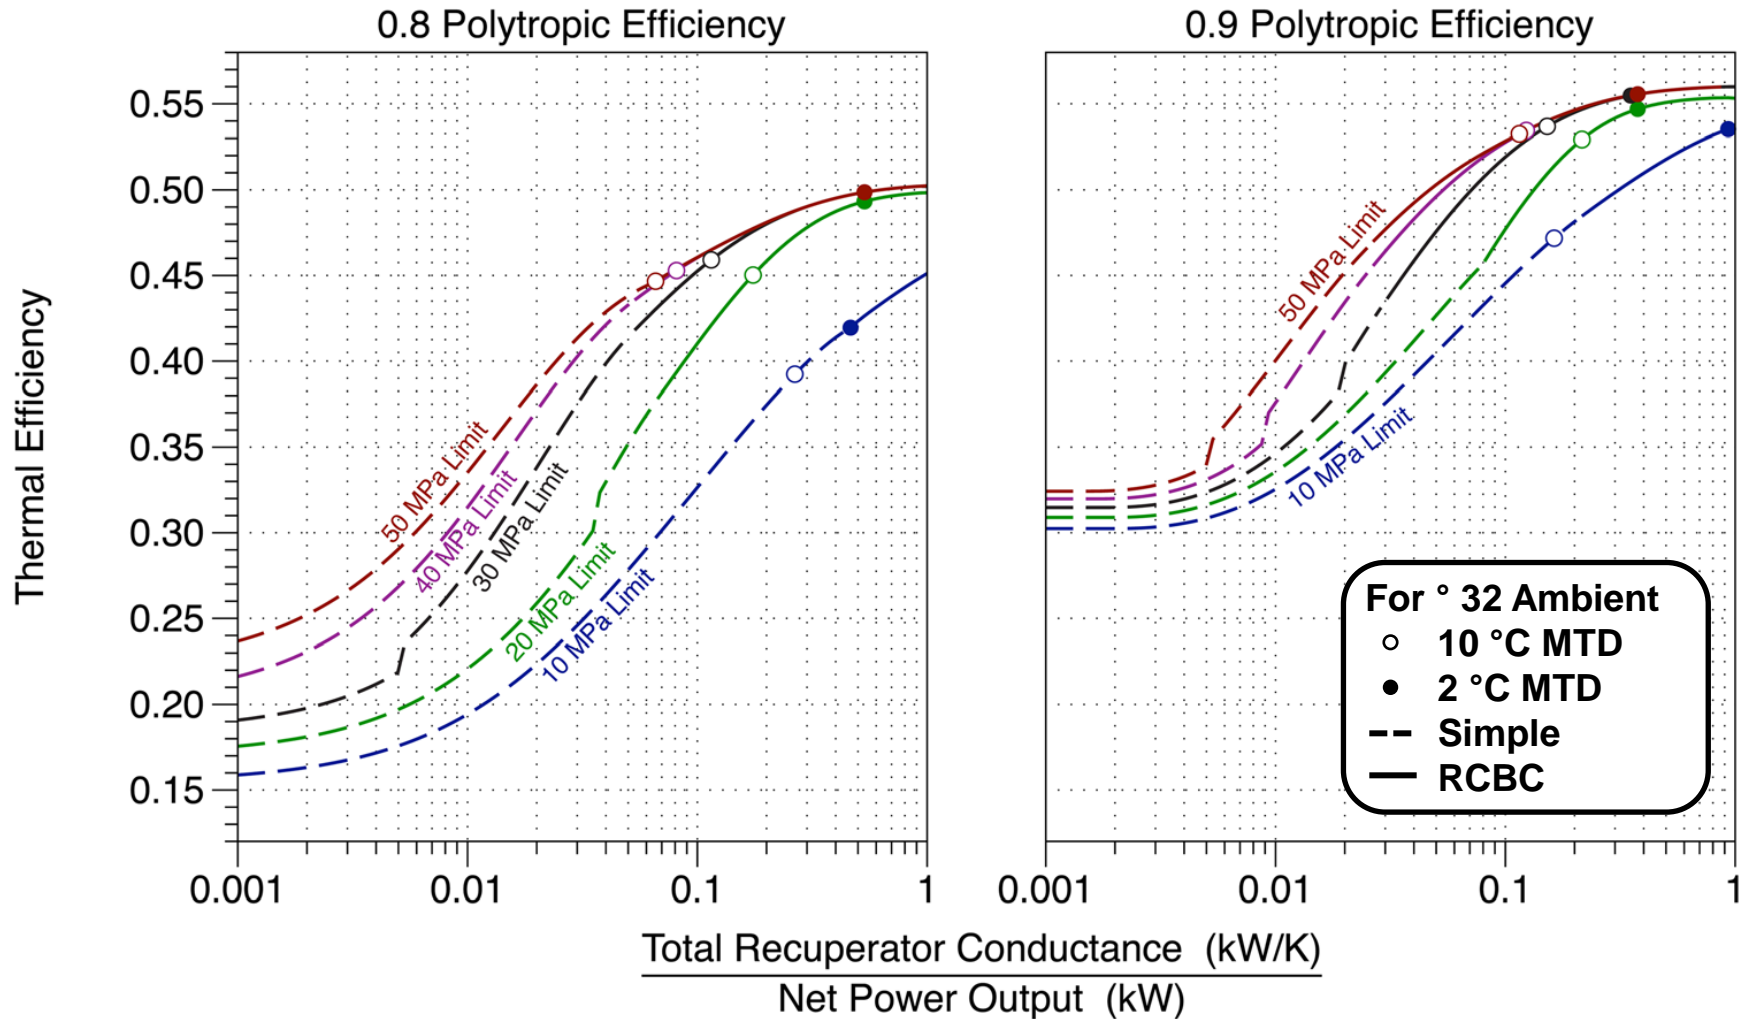 0.8 Polytropic Efficiency
0.9 Polytropic Efficiency
Thermal Efficiency
0.55
0.50
0.45
0.40
0.35
0.30
0.25
0.20
0.15
50 MPa Limit
40 MPa Limit
30 MPa Limit
20 MPa Limit
10 MPa Limit
50 MPa Limit
10 MPa Limit
For ° 32 Ambient
10 °C MTD
2 °C MTD
Simple
RCBC
0.001 0.01 0.1 1
0.001 0.01 0.1 1
Total Recuperator Conductance (kW/K)
Net Power Output (kW)